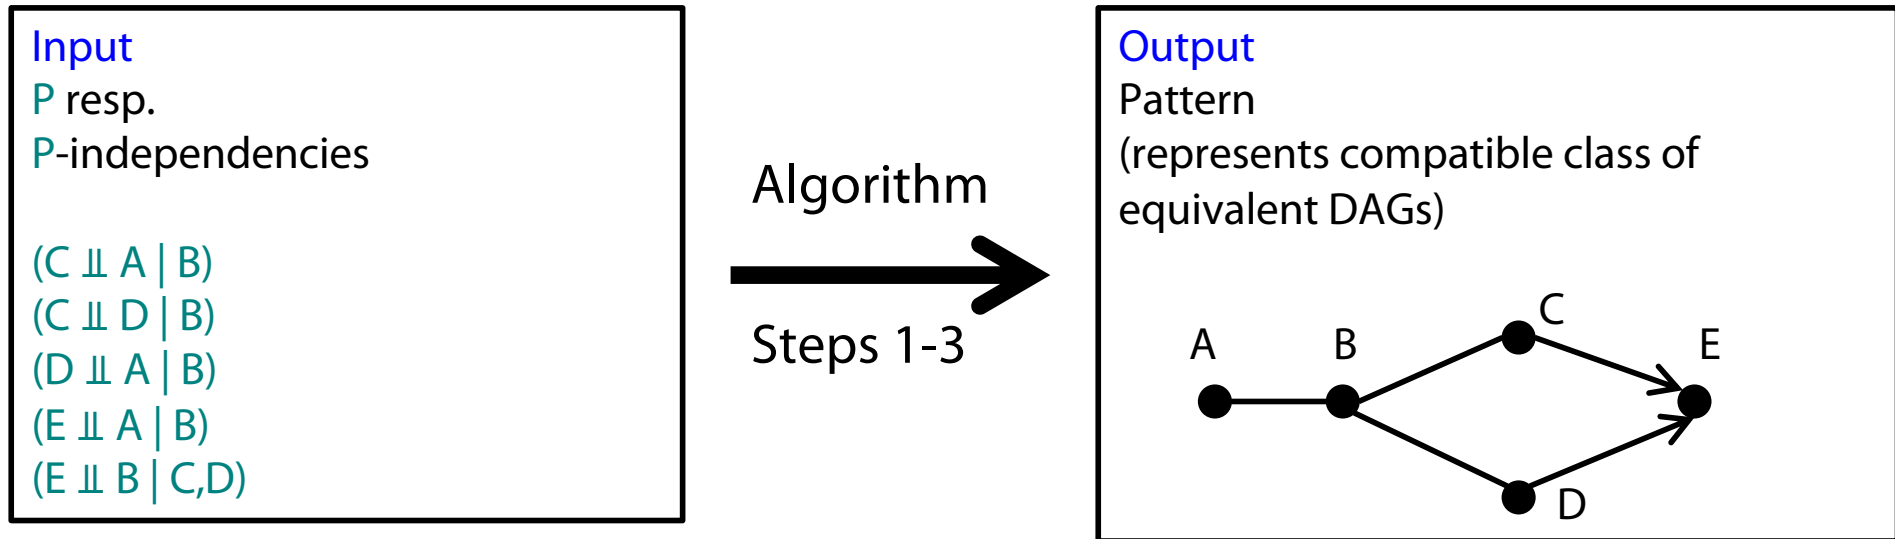 Input
P resp.
P-independencies
(C ⫫ A | B)
(C ⫫ D | B)
(D ⫫ A | B)
(E ⫫ A | B)
(E ⫫ B | C,D)
Algorithm
Steps 1-3
Output
Pattern
(represents compatible class of
equivalent DAGs)
A
B
C
E
D